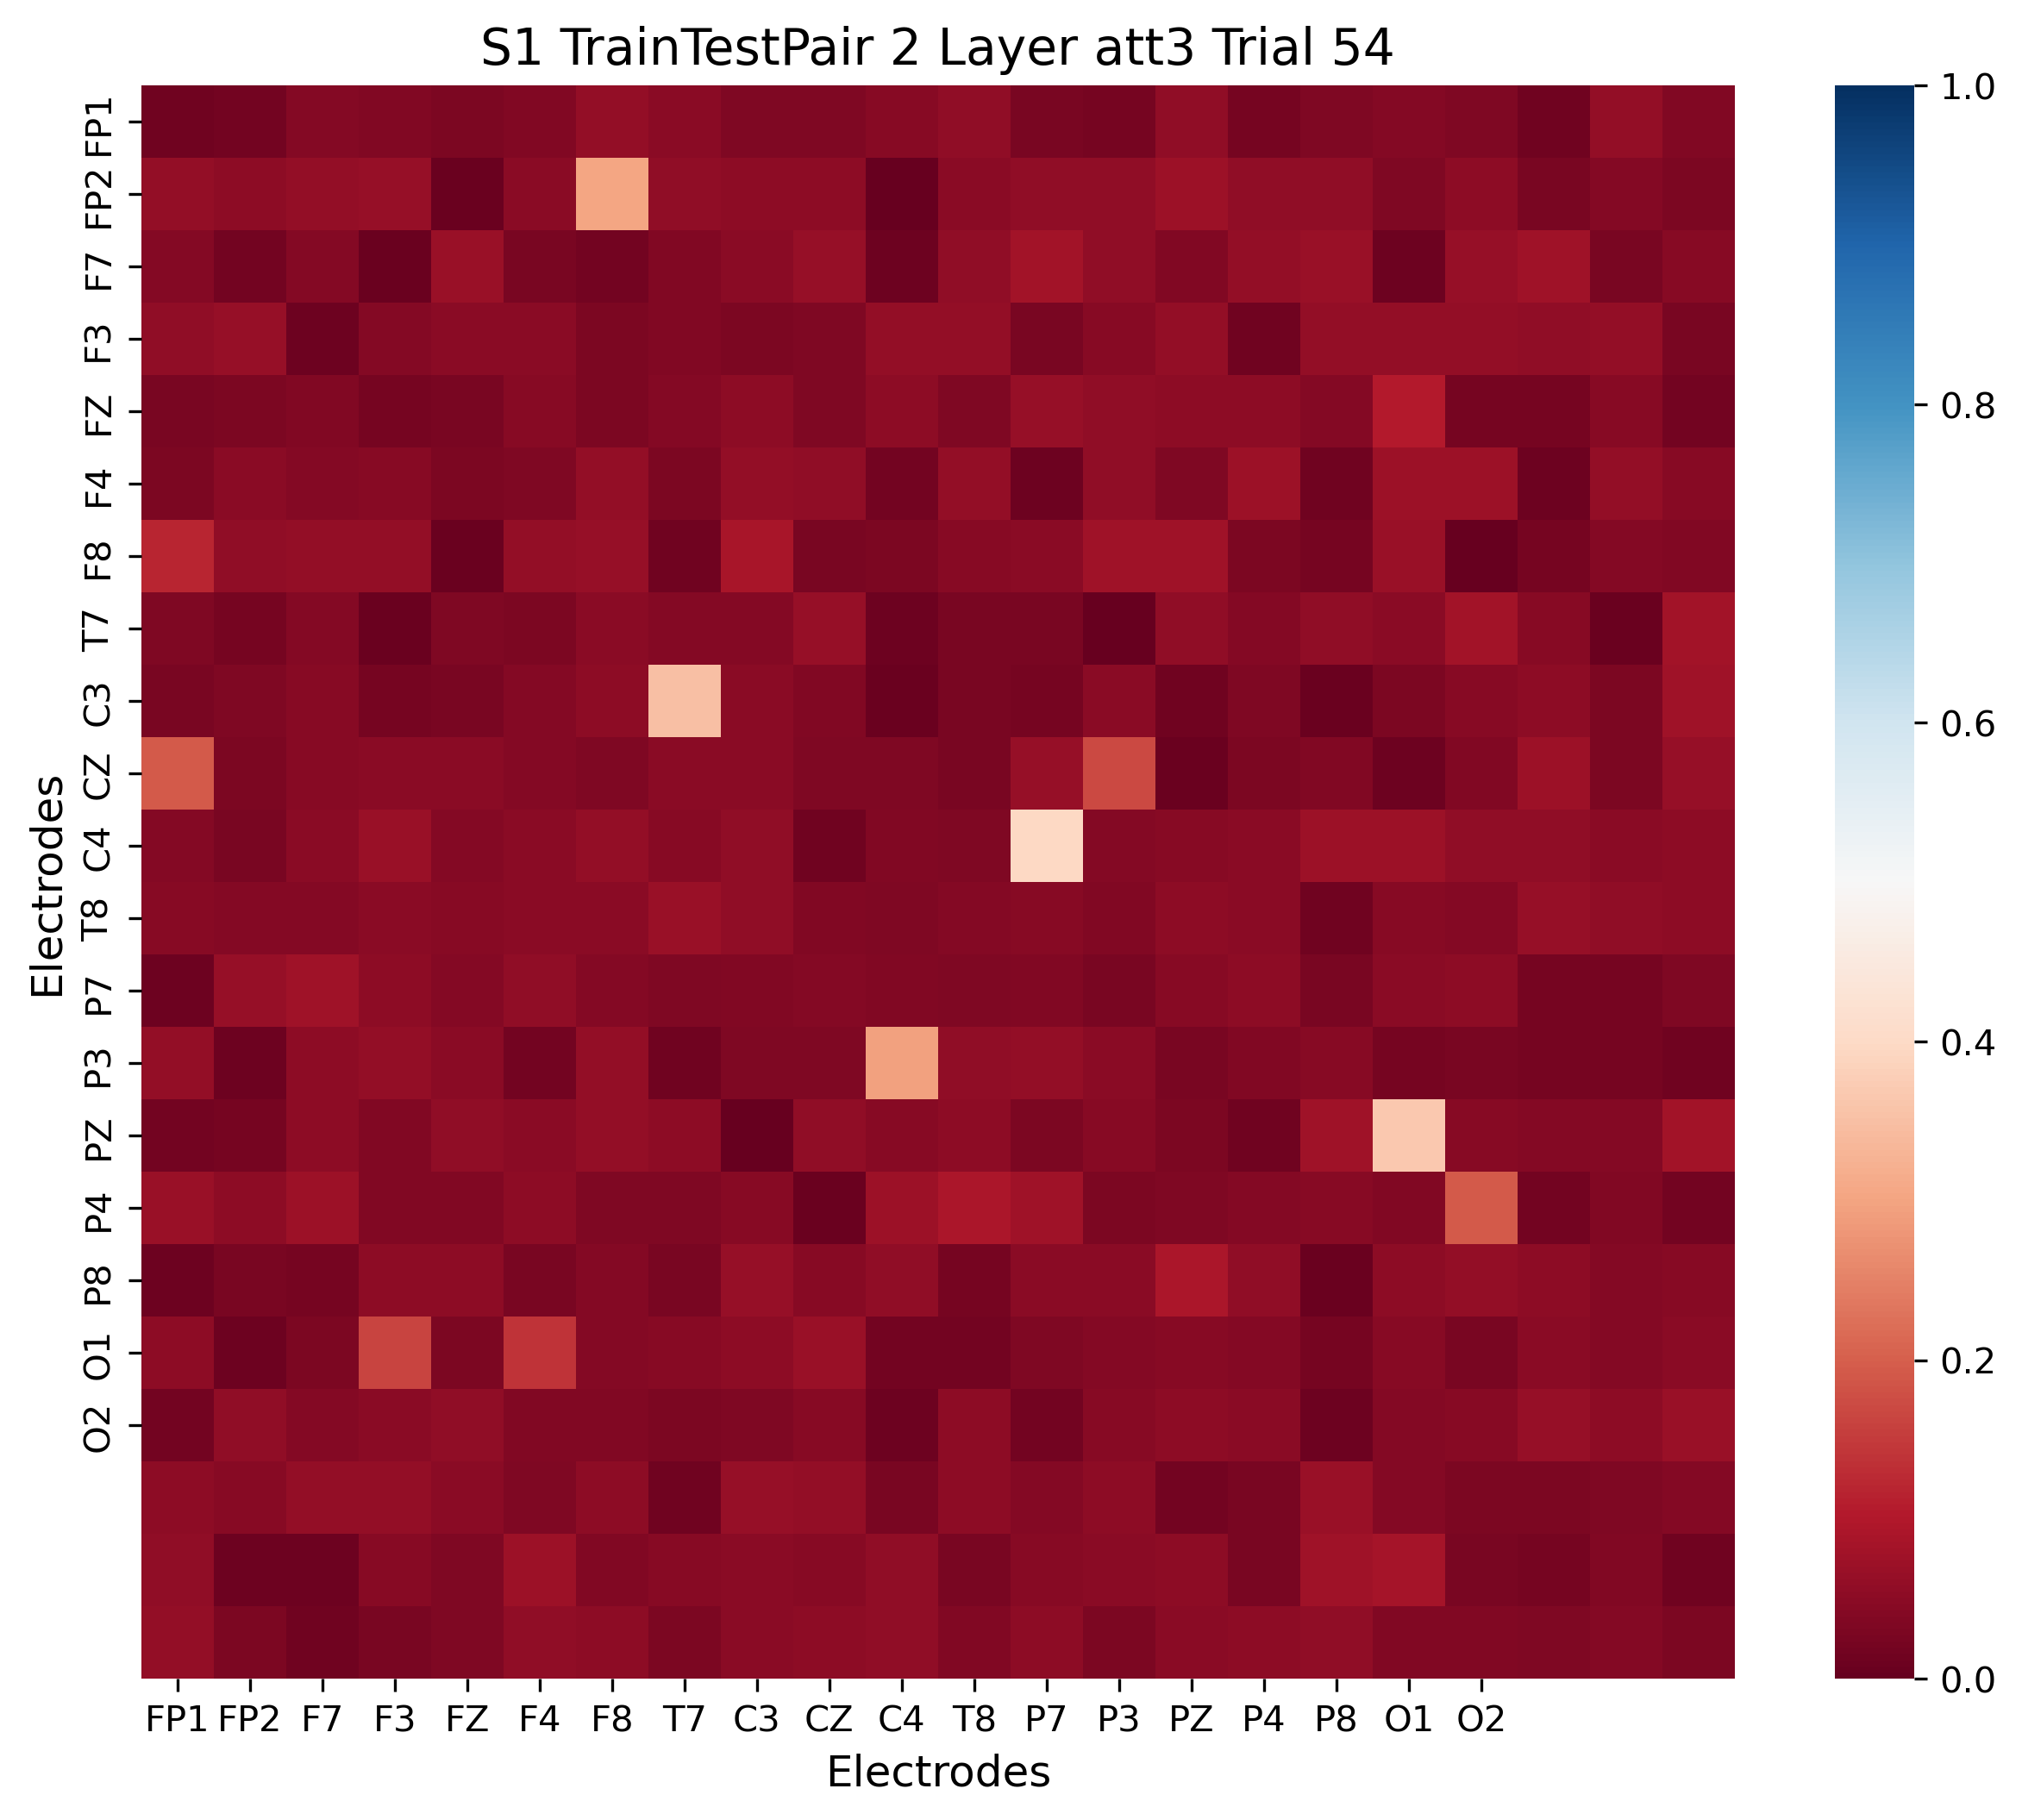 S1 TrainTestPair 2 Layer att3 Trial 54
Electrodes
FP1
FP2
F7
F3
FZ
F4
F8
T7
C3
CZ
C4
T8
P7
P3
PZ
P4
P8
O1
O2
FP1 FP2 F7 F3 FZ F4 F8 T7 C3 CZ C4 T8 P7 P3 PZ P4 P8 O1 O2
Electrodes
1.0
0.8
0.6
0.4
0.2
0.0